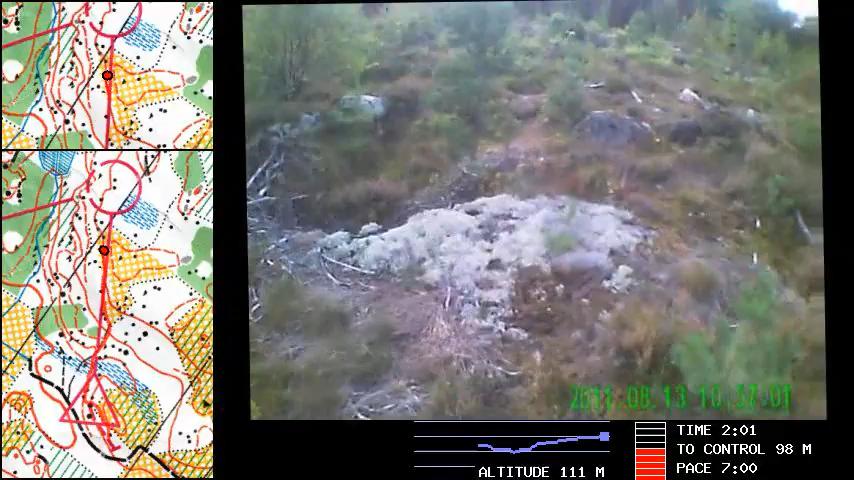 2011.08.13 10:37:01
ALTITUDE 111 M
TIME 2:01
TO CONTROL 98 M
PACE 7:00